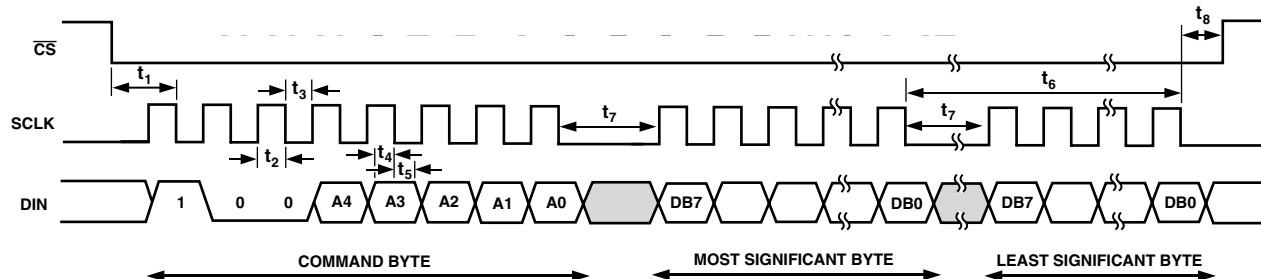 t8
CS
t1
t3
t6
SCLK
t7
t7
t2
t4
t5
DIN
1 0 0 A4 A3 A2 A1 A0 DB7 DB0 DB7 DB0
COMMAND BYTE MOST SIGNIFICANT BYTE LEAST SIGNIFICANT BYTE